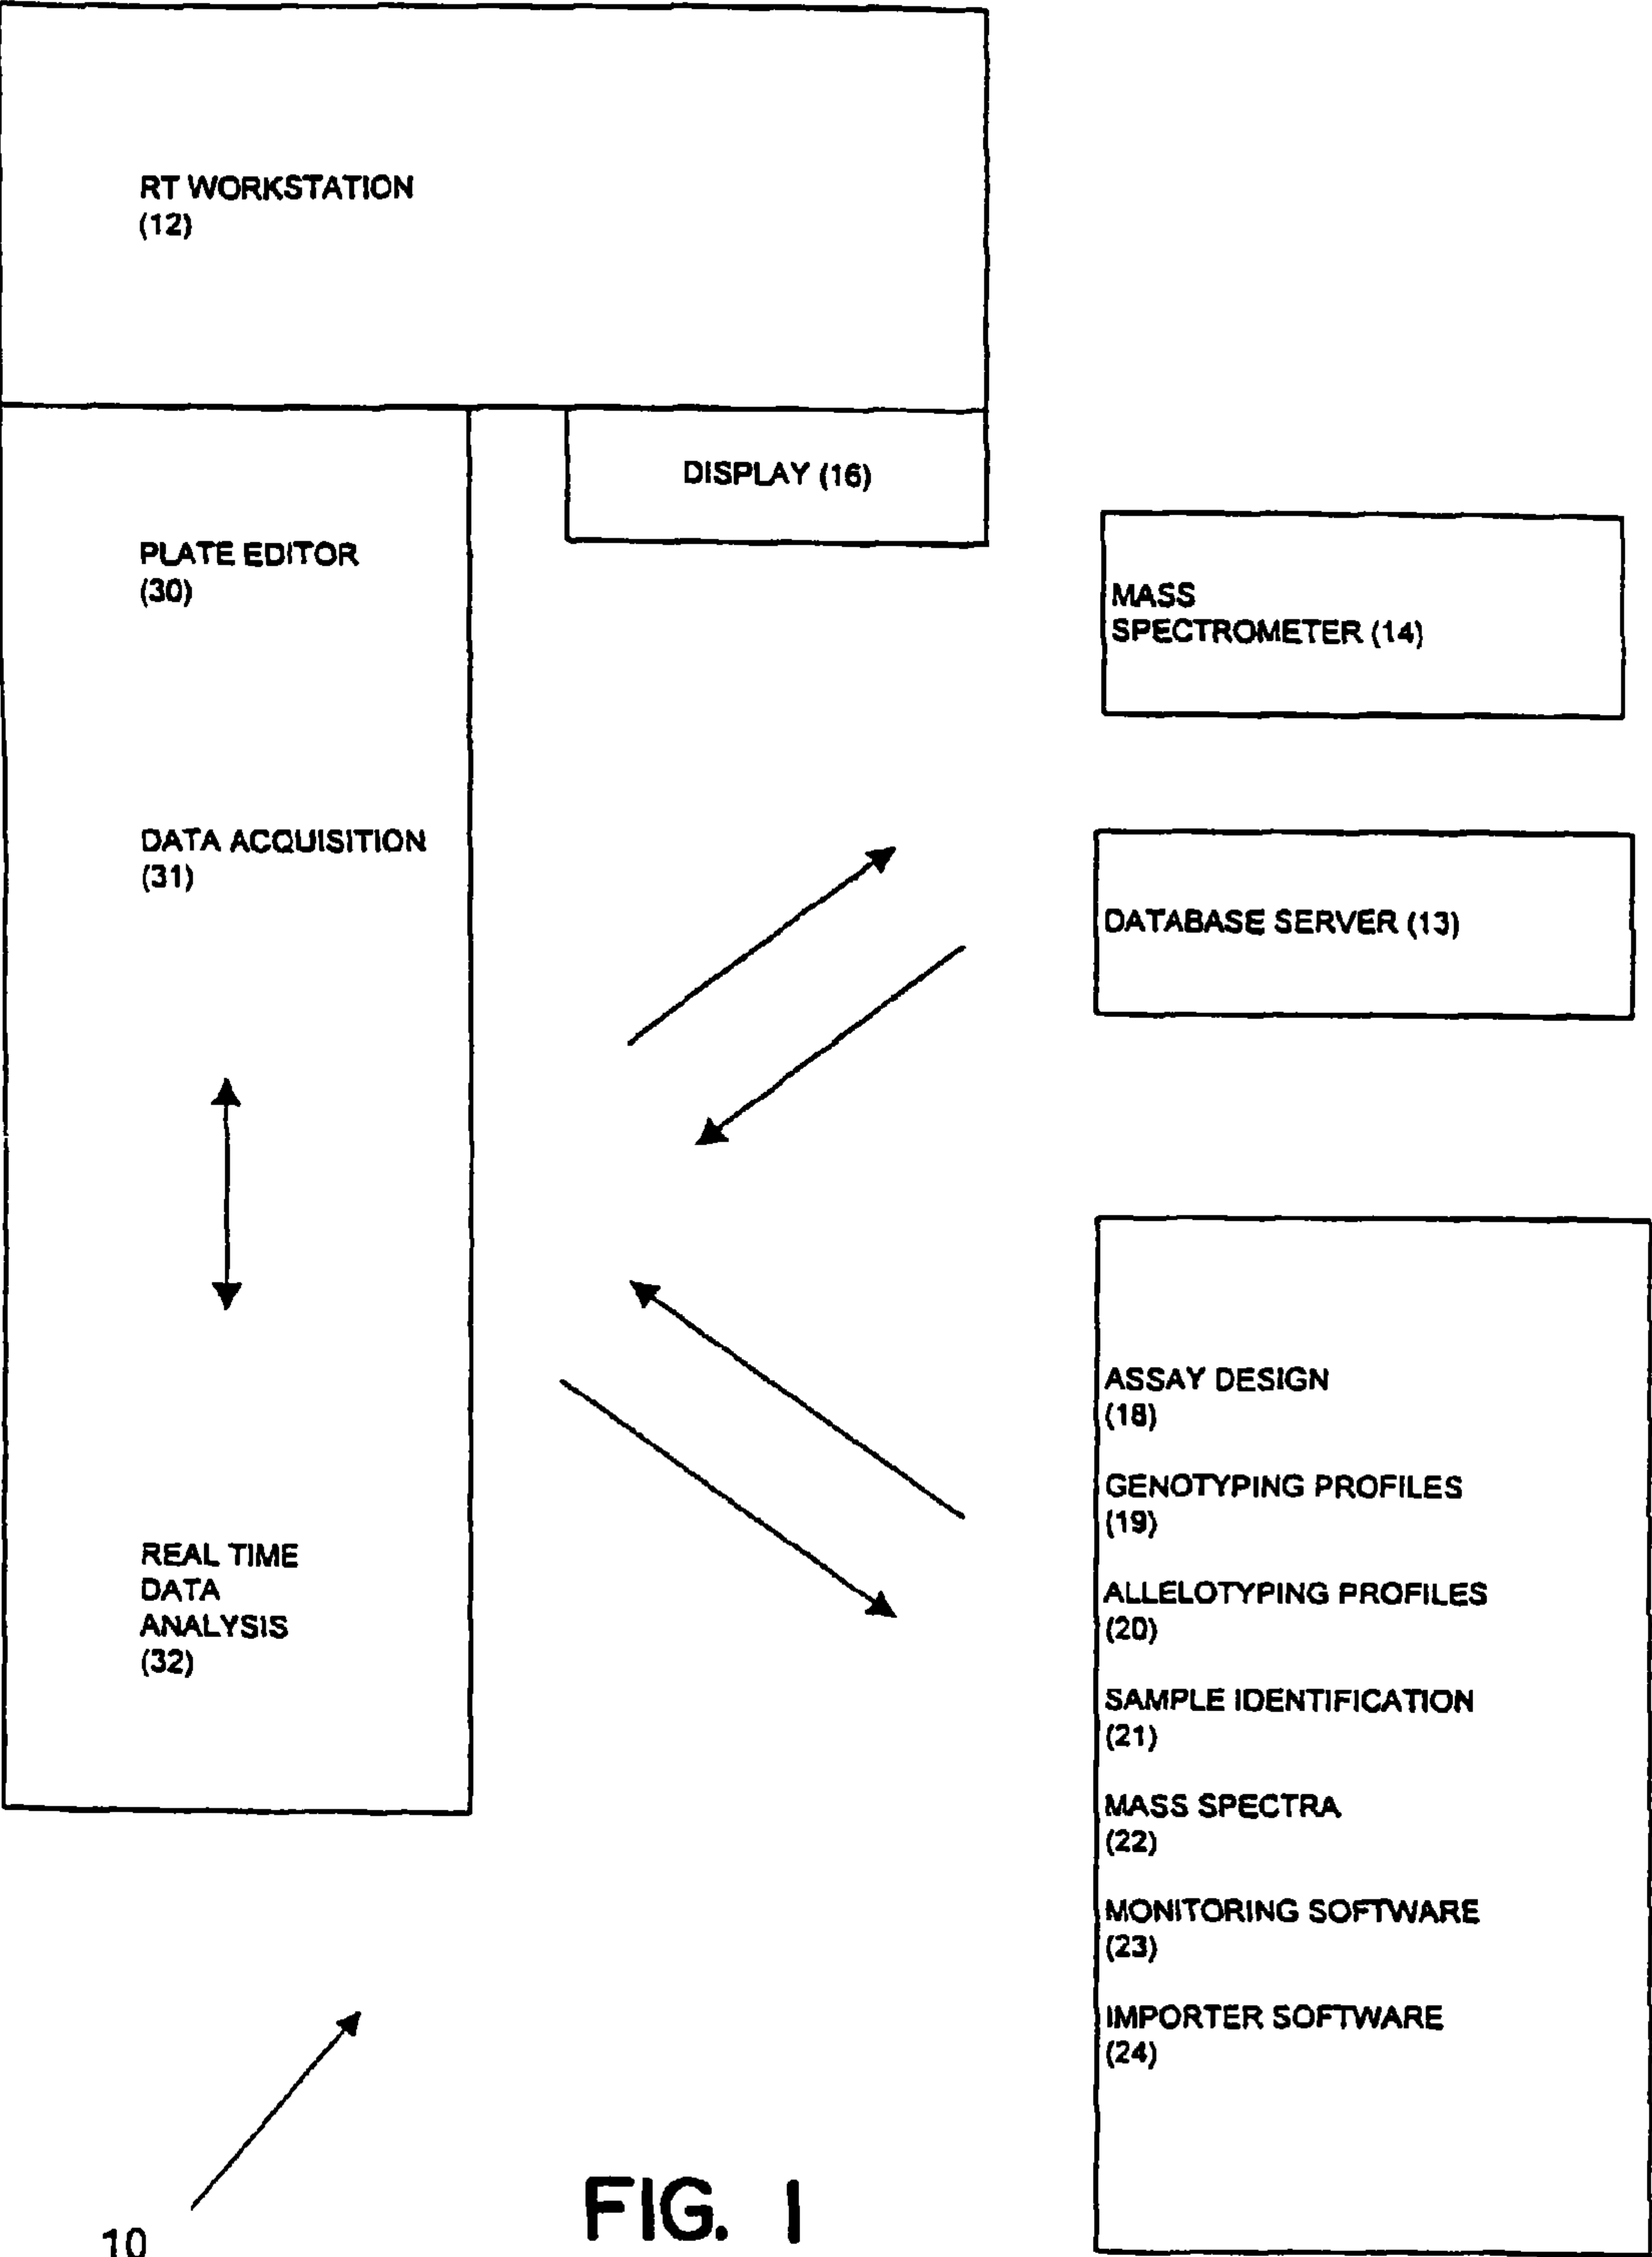 RT WORKSTATION
(12)
DISPLAY (16)
PLATE EDITOR
(30)
MASS
SPECTROMETER (14)
DATA ACQUISITION
(31)
DATABASE SERVER (13)
ASSAY DESIGN
(18)
GENOTYPING PROFILES
(19)
ALLELOTYPING PROFILES
(20)
SAMPLE IDENTIFICATION
(21)
MASS SPECTRA
(22)
MONITORING SOFTWARE
(23)
IMPORTER SOFTWARE
(24)
REAL TIME
DATA
ANALYSIS
(32)
10
FIG. 1